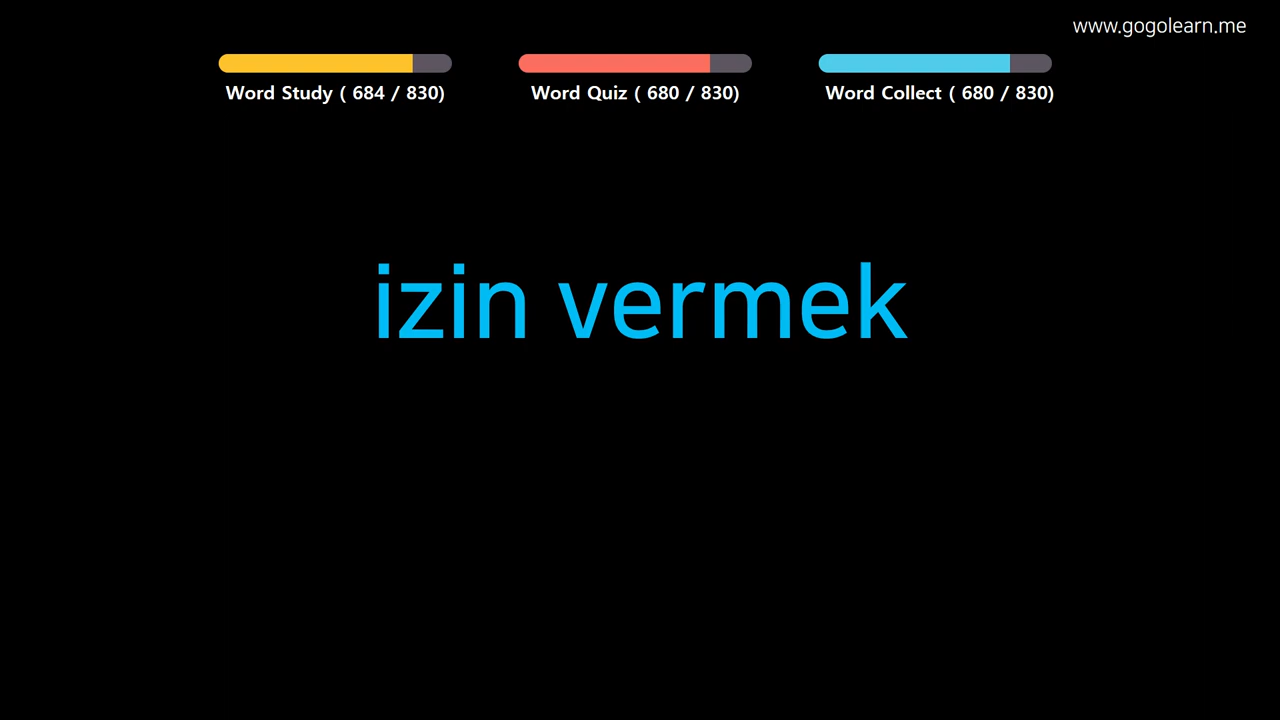 www.gogolearn.me
Word Study ( 684 / 830)
Word Quiz ( 680 / 830)
Word Collect ( 680 / 830)
izin vermek